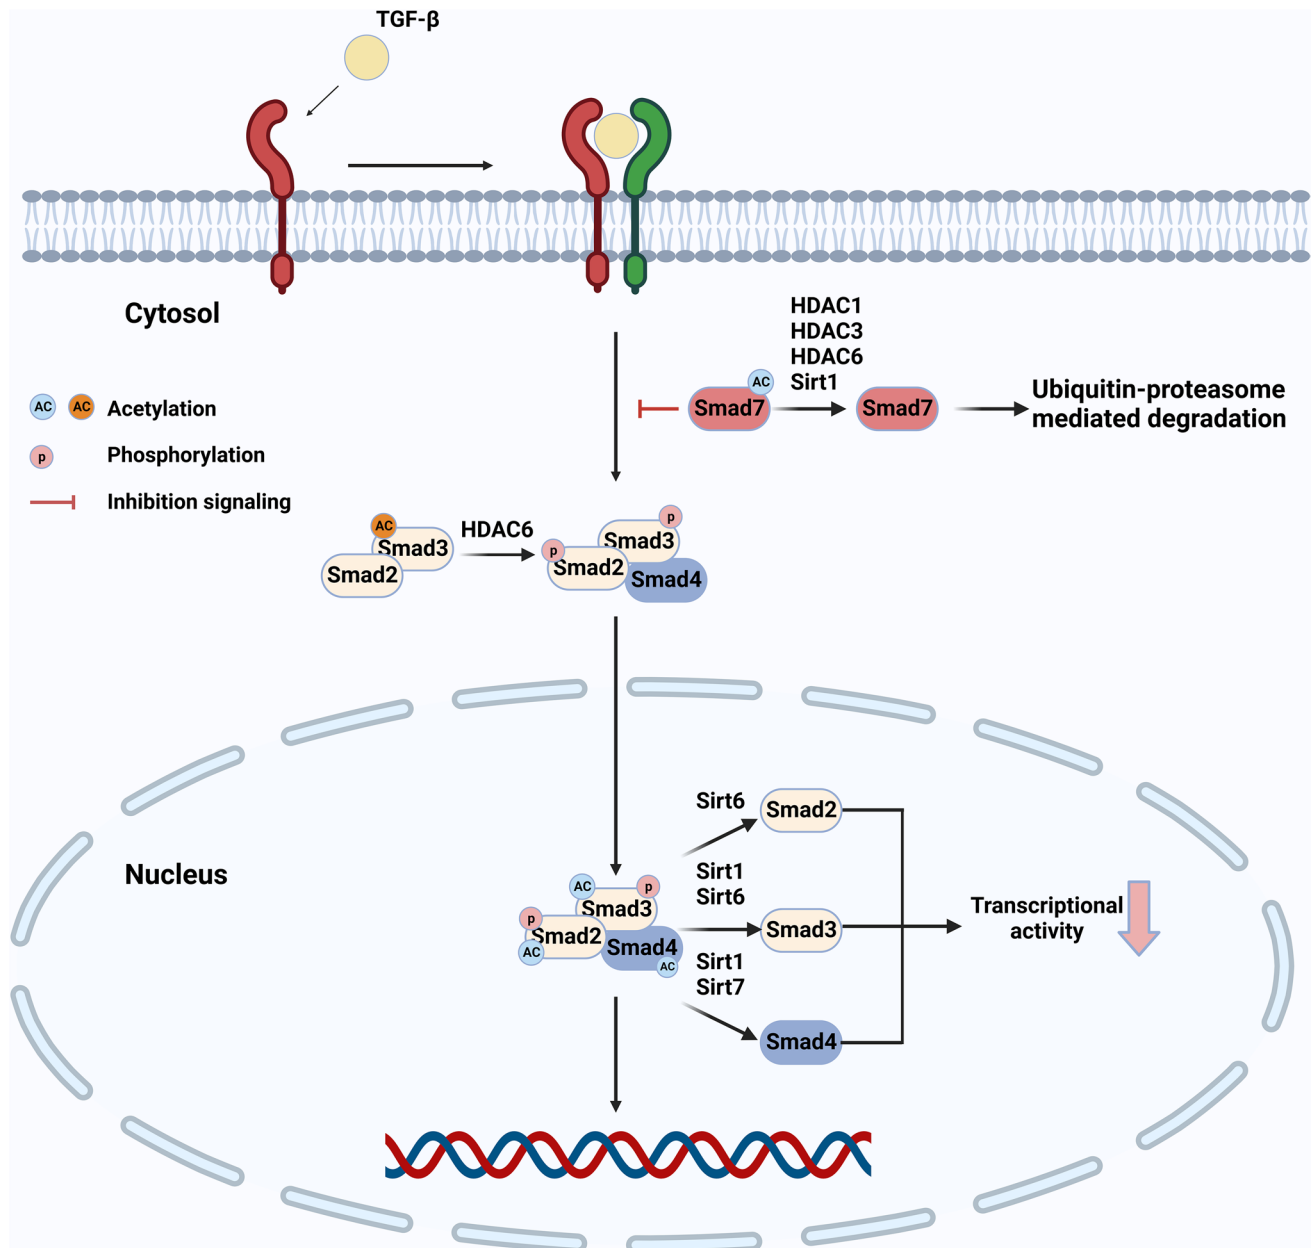 TGF-β
Cytosol
HDAC1
HDAC3
HDAC6
Sirt1
AC
Smad7
Smad7
Ubiquitin-proteasome
mediated degradation
AC AC Acetylation
p Phosphorylation
Inhibition signaling
AC
Smad3
Smad2
HDAC6
p
p
Smad3
Smad2
Smad4
Nucleus
AC
p
p
Smad3
Smad2
Smad4
AC
AC
Sirt6
Smad2
Sirt1
Sirt6
Smad3
Sirt1
Sirt7
Smad4
Transcriptional
activity